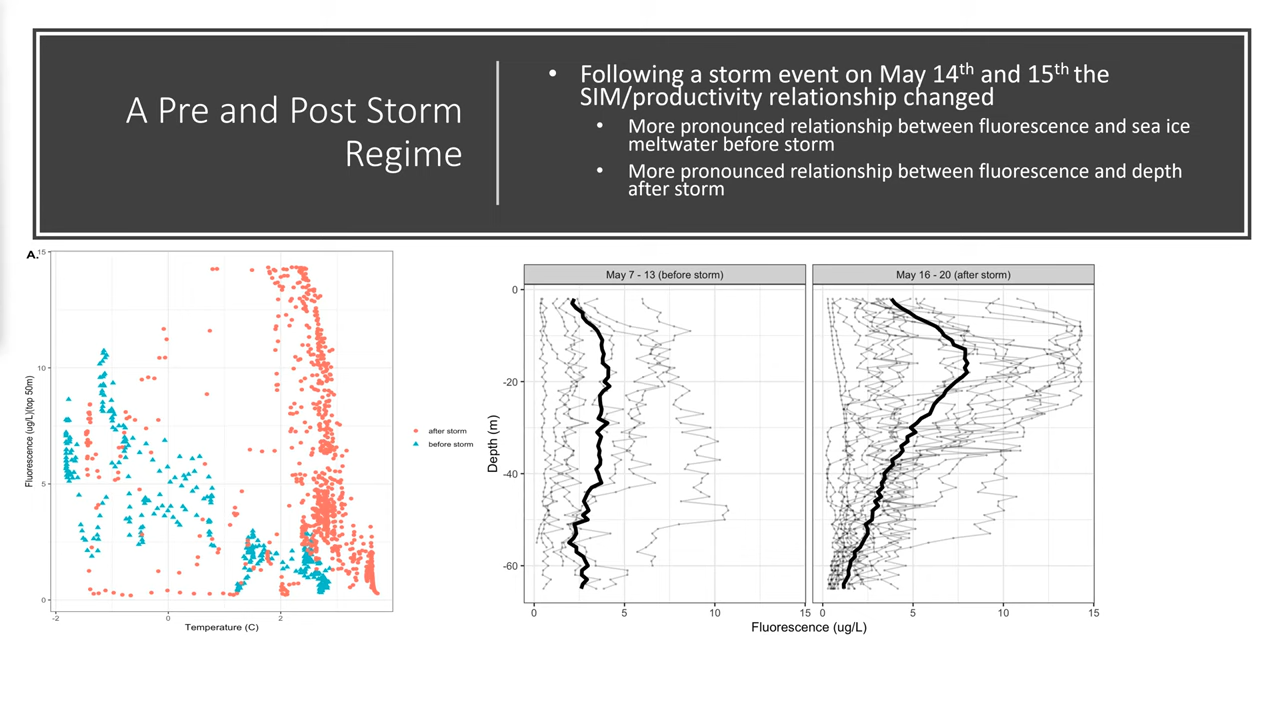 A Pre and Post Storm
Regime
• Following a storm event on May 14th and 15th the
SIM/productivity relationship changed
• More pronounced relationship between fluorescence and sea ice
meltwater before storm
• More pronounced relationship between fluorescence and depth
after storm
A.
15
10
5
0
-2
0
2
Fluorescence (ug/L)(top 50m)
Temperature (C)
after storm
before storm
May 7 - 13 (before storm)
May 16 - 20 (after storm)
0
-20
-40
-60
Depth (m)
0
5
10
15
0
5
10
15
Fluorescence (ug/L)